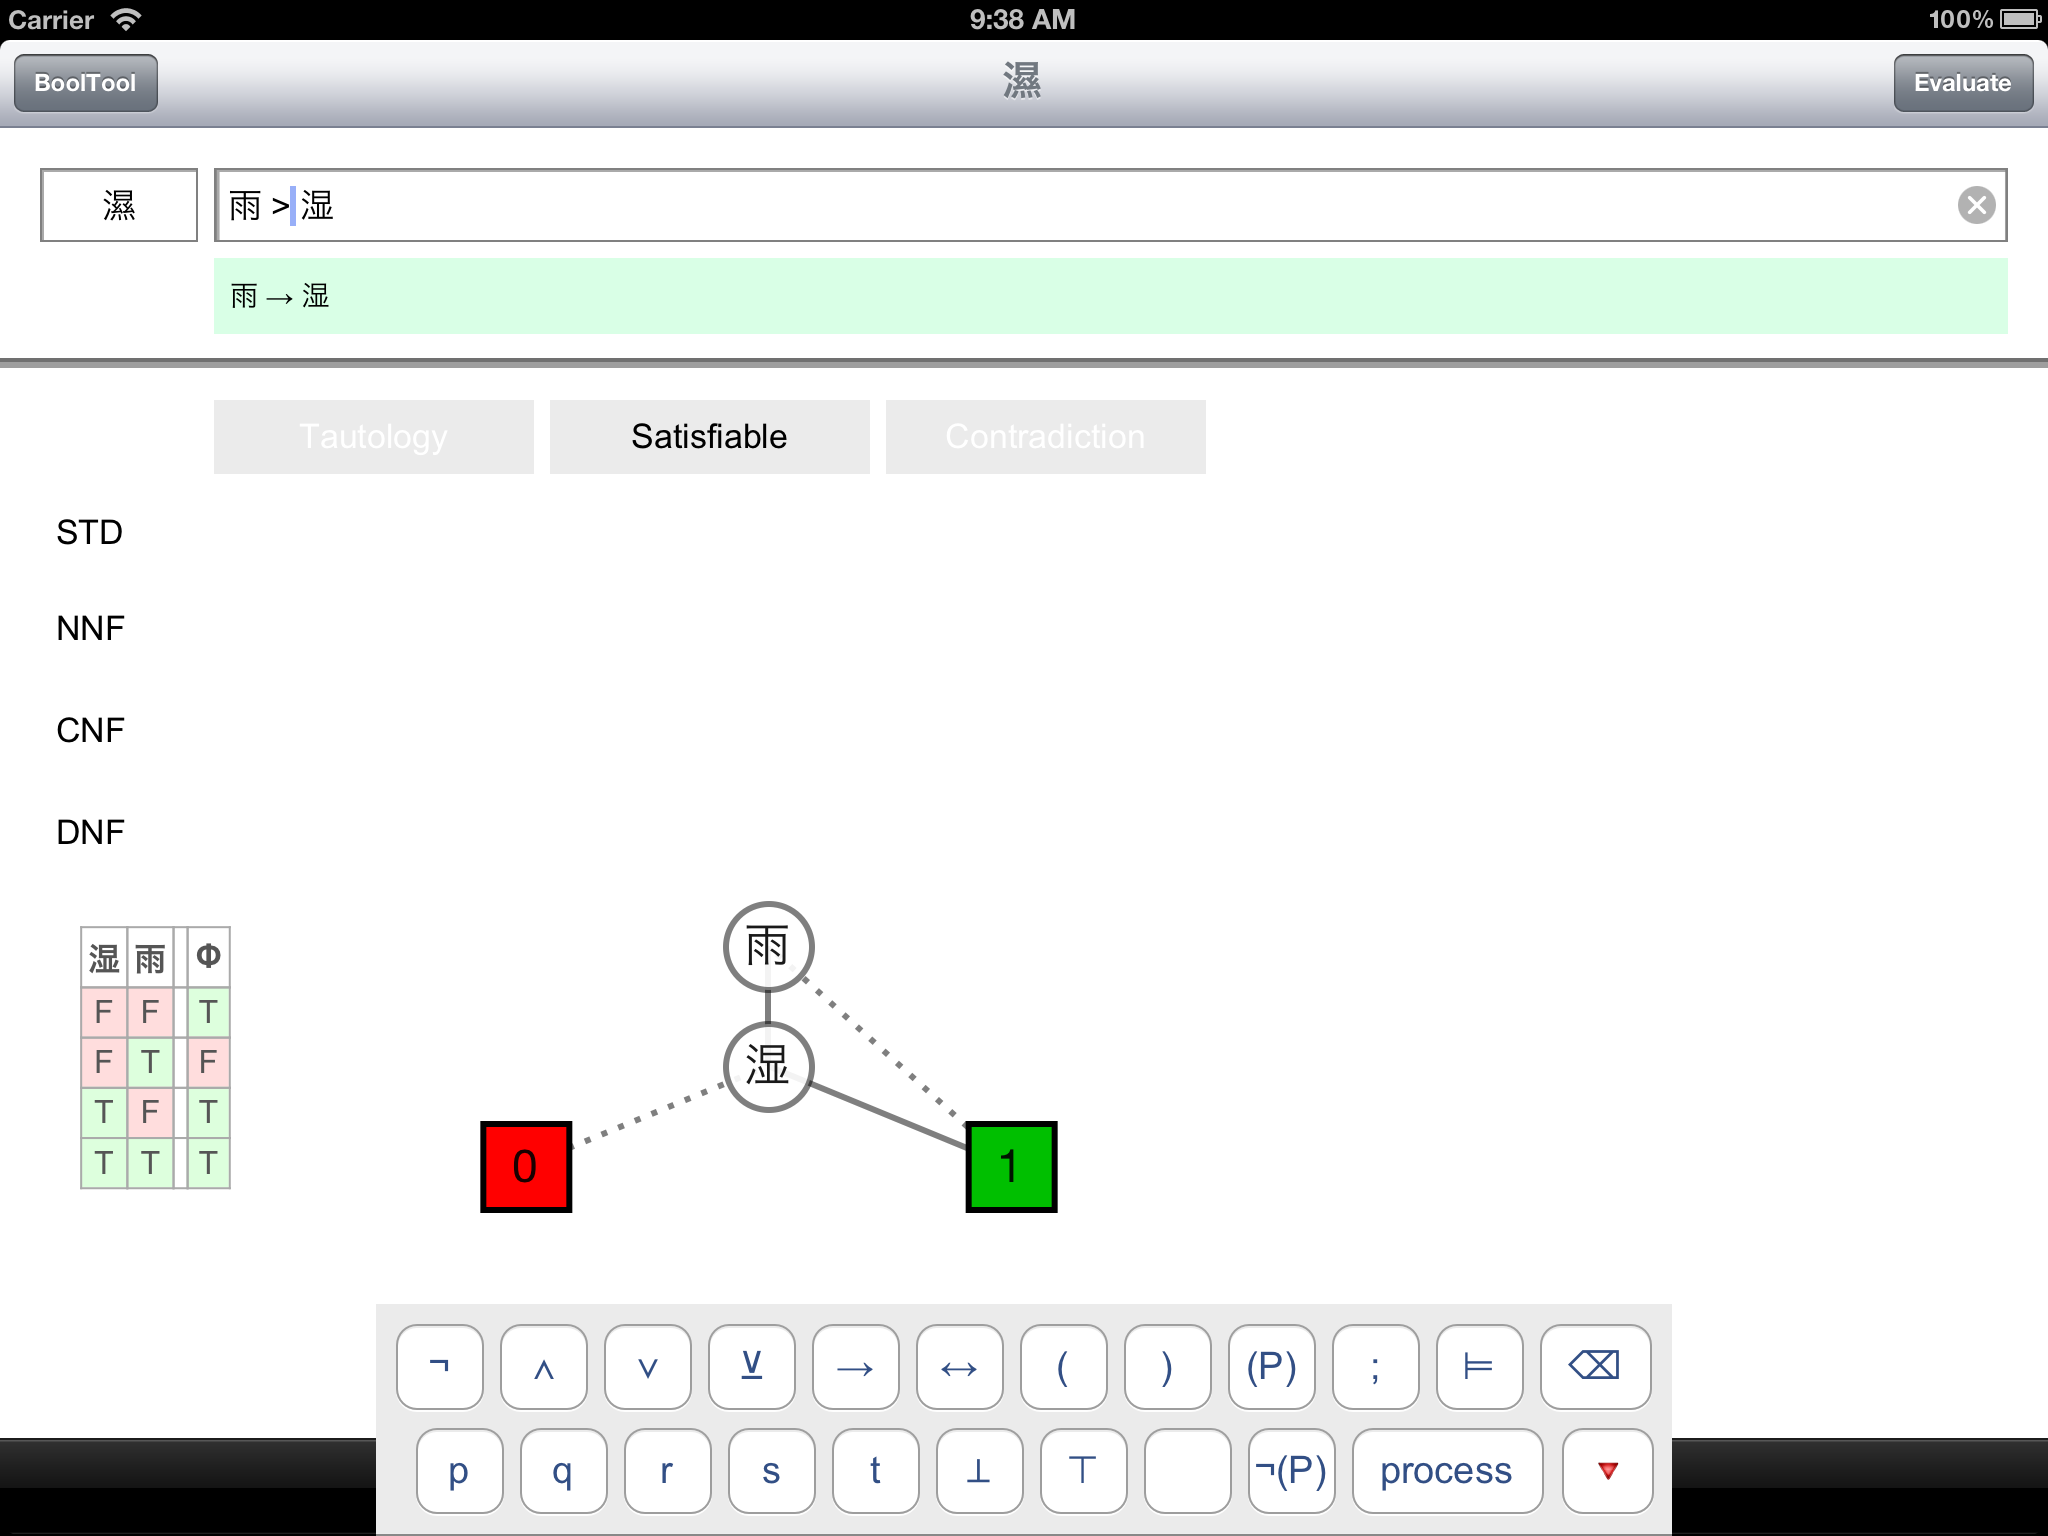 Carrier 9:38 AM 100%
BoolTool 濕 Evaluate
濕 雨 > 湿
雨 → 湿
Tautology Satisfiable Contradiction
STD
NNF
CNF
DNF
湿 雨 Φ
F F T
F T F
T F T
T T T
雨
湿
0 1
¬ ∧ ∨ ⊻ → ↔ ( ) (P) ; ⊨ ⌫
p q r s t ⊥ ⊤ ¬(P) process